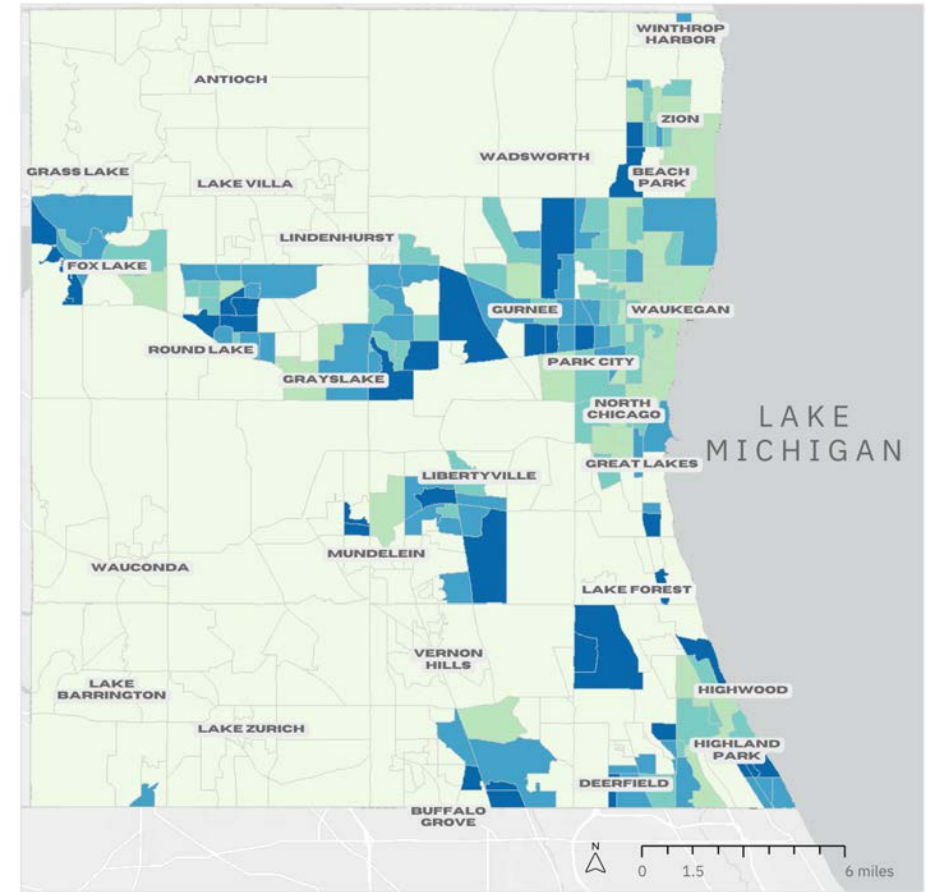 WINTHROP
HARBOR
ANTIOCH
ZION
WADSWORTH
BEACH
PARK
GRASS LAKE
LAKE VILLA
LINDENHURST
FOX LAKE
GURNEE
WAUKEGAN
ROUND LAKE
PARK CITY
GRAYSLAKE
NORTH
CHICAGO
LAKE
MICHIGAN
GREAT LAKES
LIBERTYVILLE
MUNDELEIN
WAUCONDA
LAKE FOREST
VERNON
HILLS
LAKE
BARRINGTON
HIGHWOOD
LAKE ZURICH
HIGHLAND
PARK
DEERFIELD
BUFFALO
GROVE
N
0 1.5 6 miles